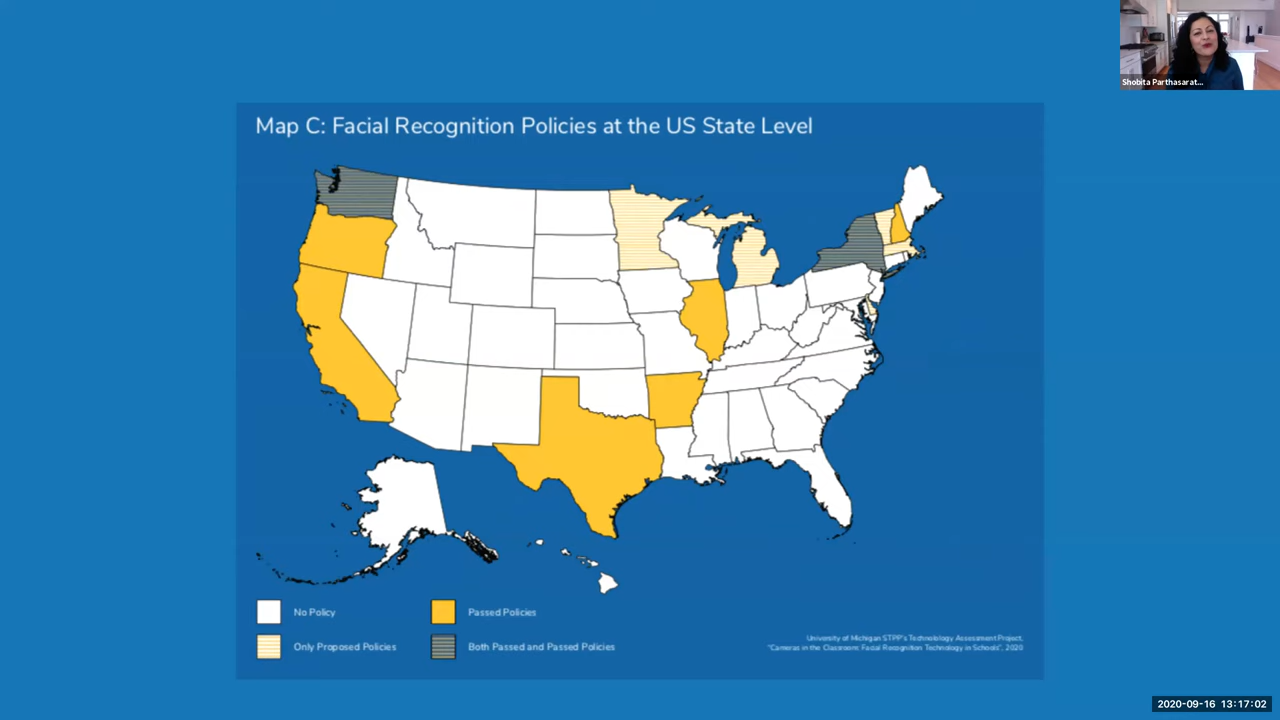 Shobita Parthasarat...
Map C: Facial Recognition Policies at the US State Level
No Policy
Passed Policies
Only Proposed Policies
Both Passed and Passed Policies
University of Michigan STPP's Technolology Assessment Project,
"Cameras in the Classroom: Facial Recognition Technology in Schools", 2020
2020-09-16 13:17:02